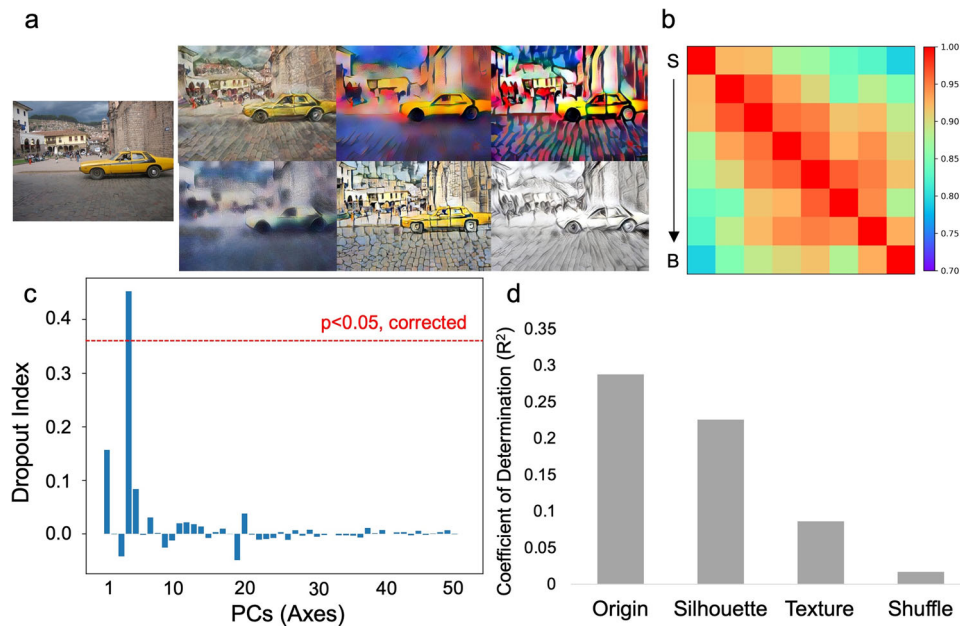 a
b
S
B
1.00
0.95
0.90
0.85
0.80
0.75
0.70
c
p<0.05, corrected
Dropout Index
0.4
0.3
0.2
0.1
0.0
1
10
20
30
40
50
PCs (Axes)
d
Coefficient of Determination (R²)
0.35
0.3
0.25
0.2
0.15
0.1
0.05
0
Origin
Silhouette
Texture
Shuffle